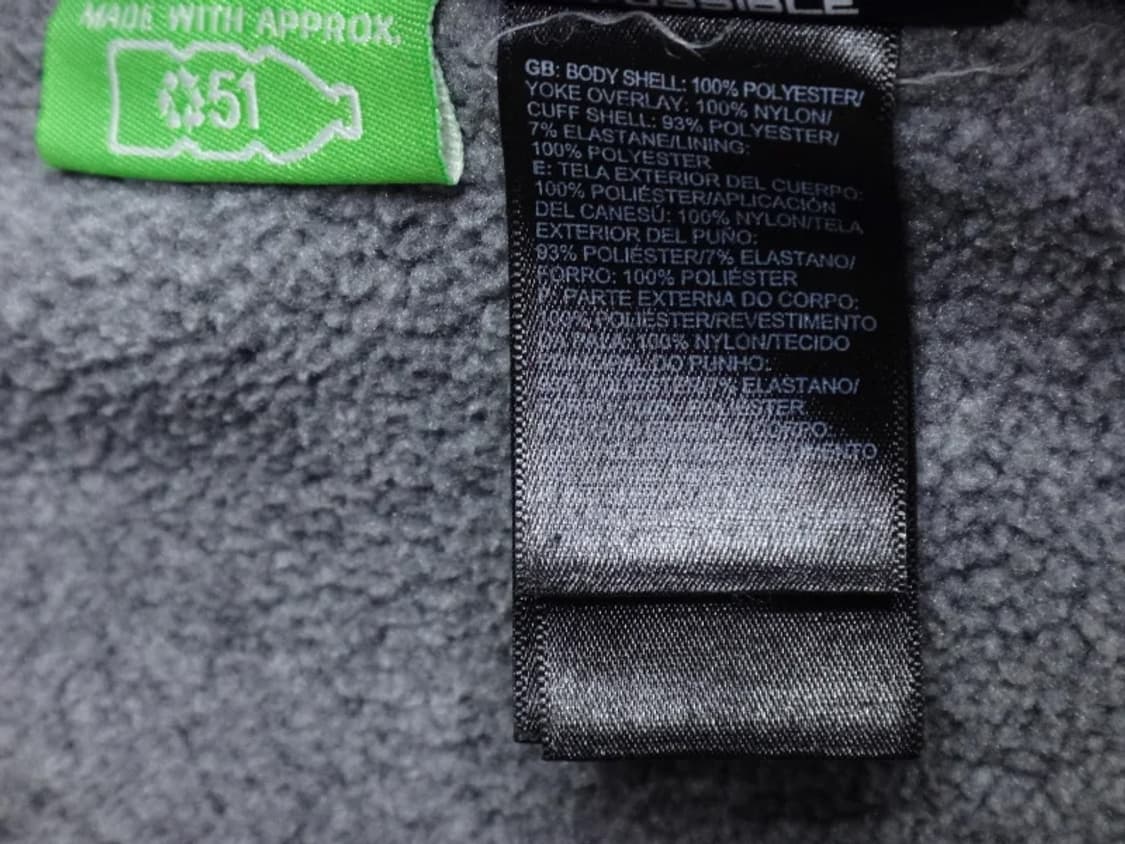 MADE WITH APPROX.
51
GB: BODY SHELL: 100% POLYESTER/
YOKE OVERLAY: 100% NYLON/
CUFF SHELL: 93% POLYESTER/
7% ELASTANE/LINING:
100% POLYESTER
E: TELA EXTERIOR DEL CUERPO:
100% POLIÉSTER/APLICACIÓN
DEL CANESÚ: 100% NYLON/TELA
EXTERIOR DEL PUÑO:
93% POLIÉSTER/7% ELASTANO/
FORRO: 100% POLIÉSTER
P: PARTE EXTERNA DO CORPO:
100% POLIÉSTER/REVESTIMENTO
DA PALA: 100% NYLON/TECIDO
DO PUNHO:
POLIÉSTER/7% ELASTANO/